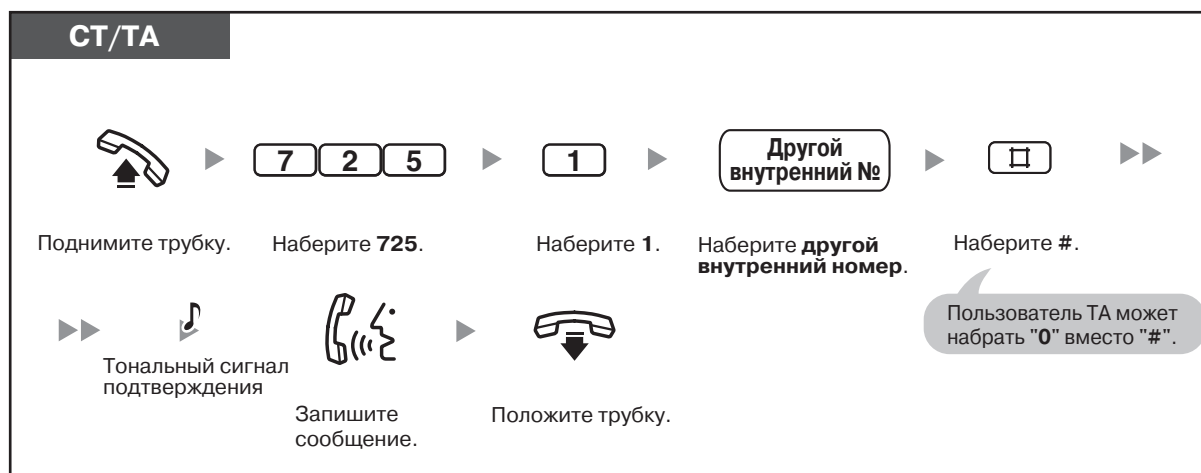 СТ/ТА
7 2 5
1
Другой
внутренний №
#
Поднимите трубку.
Наберите 725.
Наберите 1.
Наберите другой
внутренний номер.
Наберите #.
Пользователь ТА может
набрать "0" вместо "#".
Тональный сигнал
подтверждения
Запишите
сообщение.
Положите трубку.